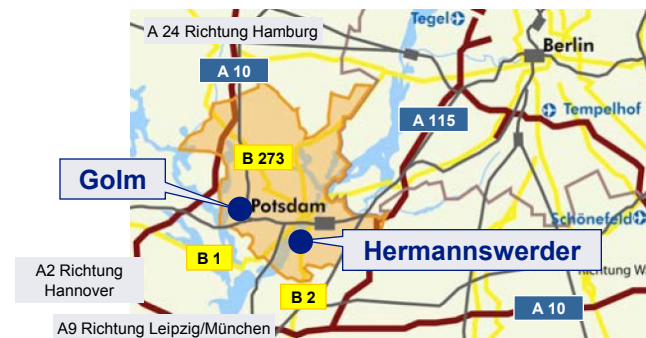 A 24 Richtung Hamburg
Tegel
Berlin
A 10
Tempelhof
A 115
B 273
Golm
Potsdam
Schönefeld
Hermannswerder
B 1
A2 Richtung
Hannover
B 2
A 10
A9 Richtung Leipzig/München